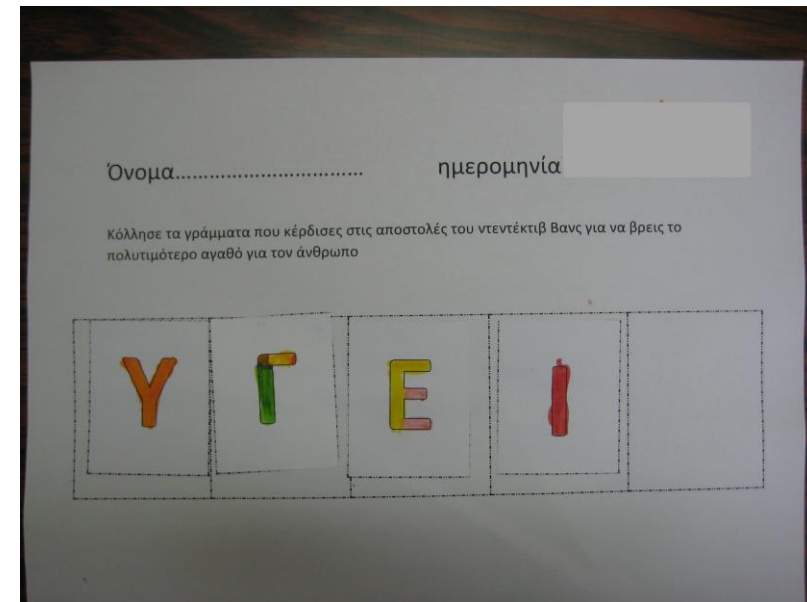 Όνομα................................ ημερομηνία
Κόλλησε τα γράμματα που κέρδισες στις αποστολές του ντεντέκτιβ Βανς για να βρεις το
πολυτιμότερο αγαθό για τον άνθρωπο
Υ Γ Ε Ι